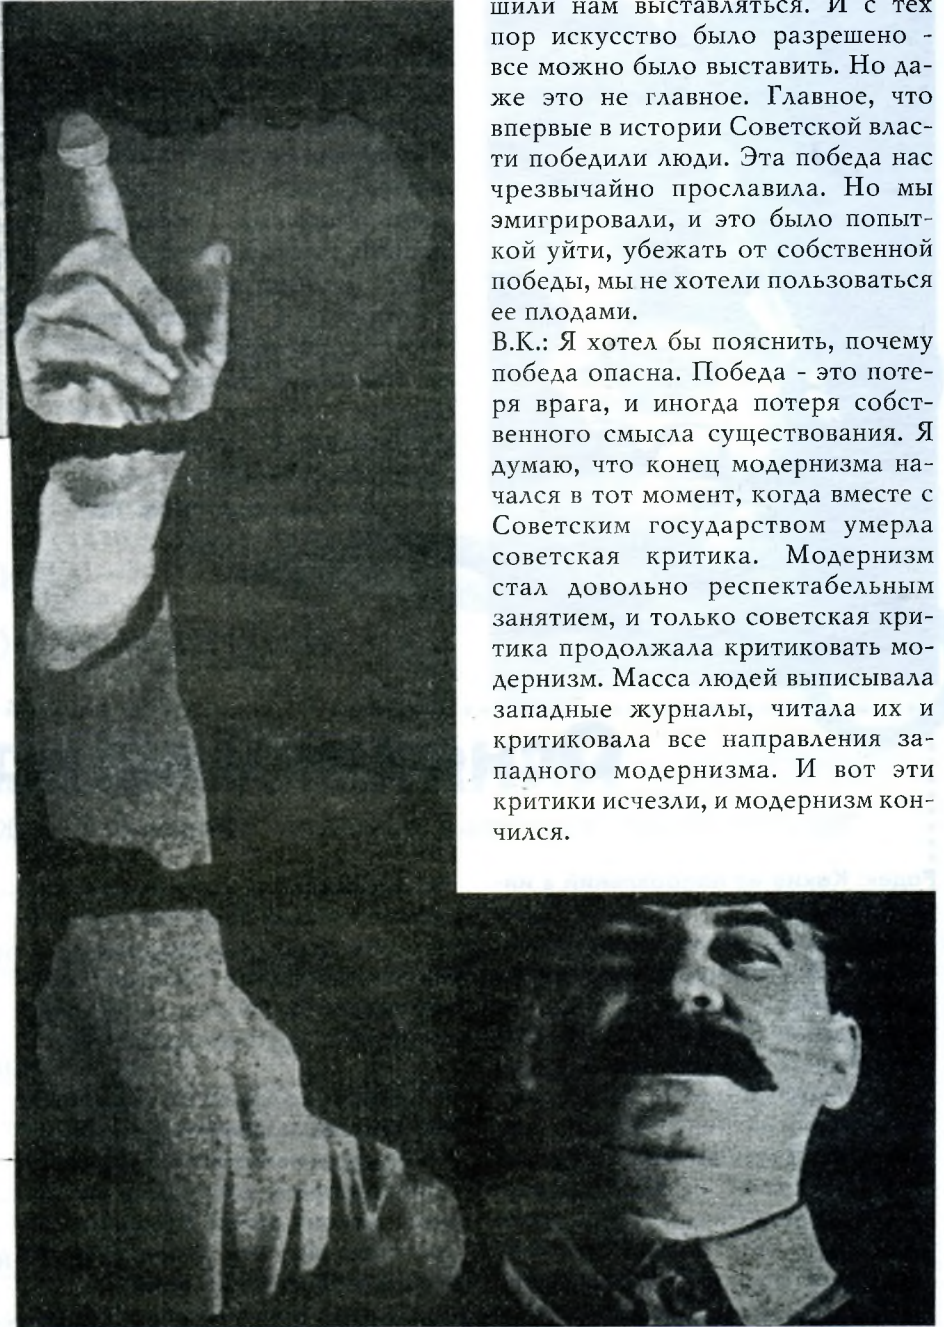 шили нам выставляться. И с тех
пор искусство было разрешено -
все можно было выставить. Но да-
же это не главное. Главное, что
впервые в истории Советской влас-
ти победили люди. Эта победа нас
чрезвычайно прославила. Но мы
эмигрировали, и это было попыт-
кой уйти, убежать от собственной
победы, мы не хотели пользоваться
ее плодами.
В.К.: Я хотел бы пояснить, почему
победа опасна. Победа - это поте-
ря врага, и иногда потеря собст-
венного смысла существования. Я
думаю, что конец модернизма на-
чался в тот момент, когда вместе с
Советским государством умерла
советская критика. Модернизм
стал довольно респектабельным
занятием, и только советская кри-
тика продолжала критиковать мо-
дернизм. Масса людей выписывала
западные журналы, читала их и
критиковала все направления за-
падного модернизма. И вот эти
критики исчезли, и модернизм кон-
чился.